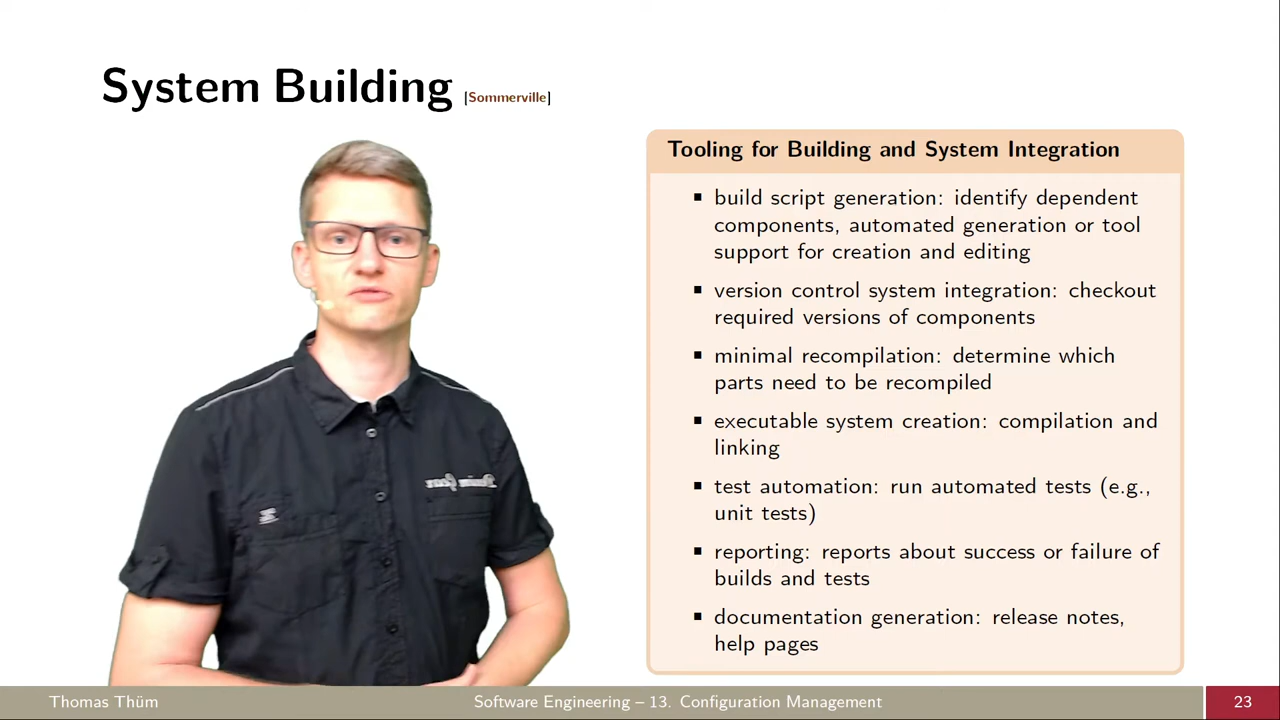 System Building [Sommerville]
Tooling for Building and System Integration
▪ build script generation: identify dependent
components, automated generation or tool
support for creation and editing
▪ version control system integration: checkout
required versions of components
▪ minimal recompilation: determine which
parts need to be recompiled
▪ executable system creation: compilation and
linking
▪ test automation: run automated tests (e.g.,
unit tests)
▪ reporting: reports about success or failure of
builds and tests
▪ documentation generation: release notes,
help pages
Thomas Thüm
Software Engineering – 13. Configuration Management
23